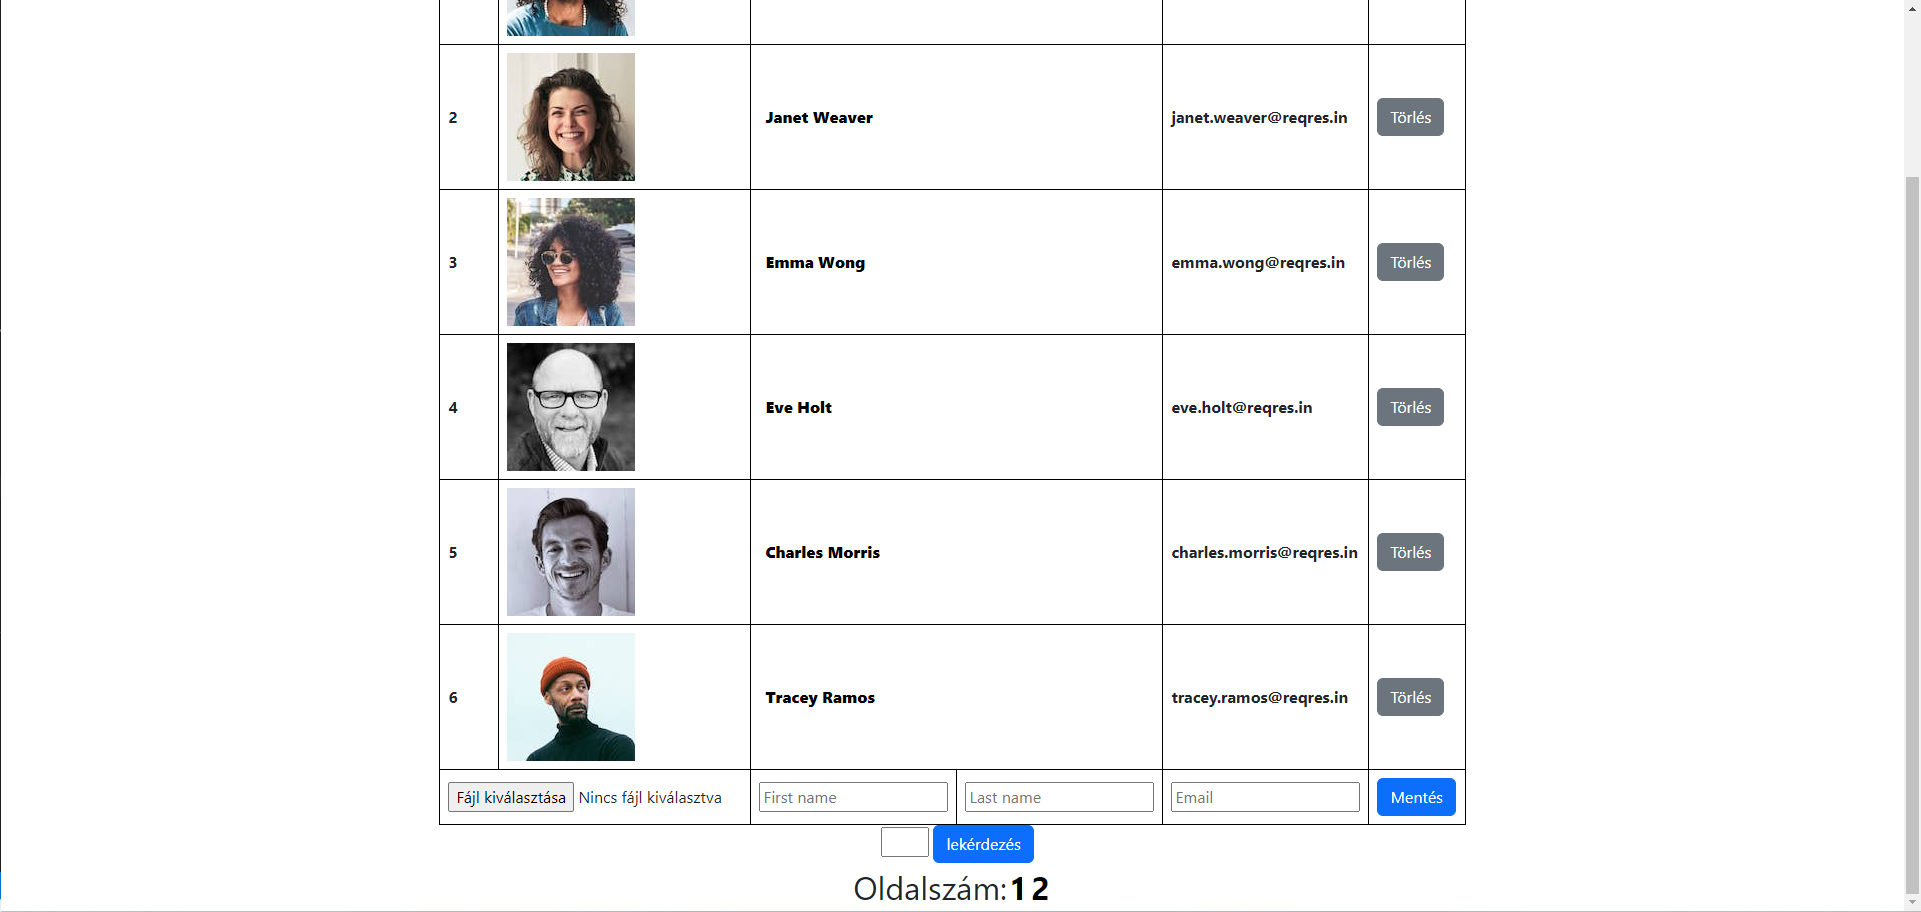 2 Janet Weaver janet.weaver@reqres.in Törlés
3 Emma Wong emma.wong@reqres.in Törlés
4 Eve Holt eve.holt@reqres.in Törlés
5 Charles Morris charles.morris@reqres.in Törlés
6 Tracey Ramos tracey.ramos@reqres.in Törlés
Fájl kiválasztása Nincs fájl kiválasztva First name Last name Email Mentés
lekérdezés
Oldalszám: 1 2